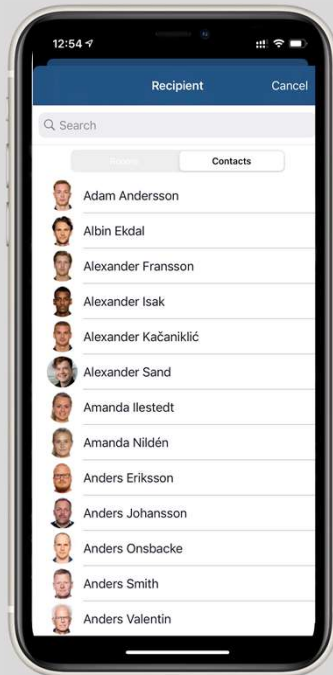 12:54
Recipient
Cancel
Search
Contacts
Adam Andersson
Albin Ekdal
Alexander Fransson
Alexander Isak
Alexander Kačaniklić
Alexander Sand
Amanda Ilestedt
Amanda Nildén
Anders Eriksson
Anders Johansson
Anders Onsbacke
Anders Smith
Anders Valentin